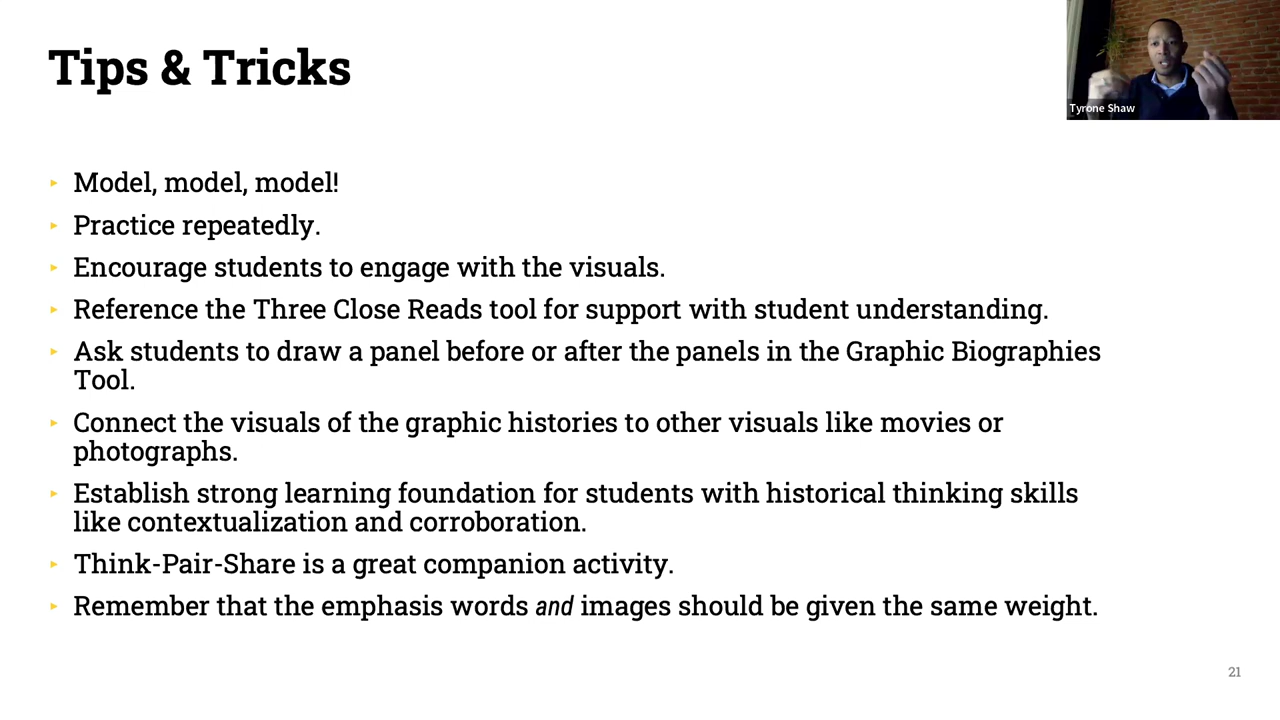 Tips & Tricks
Tyrone Shaw
Model, model, model!
Practice repeatedly.
Encourage students to engage with the visuals.
Reference the Three Close Reads tool for support with student understanding.
Ask students to draw a panel before or after the panels in the Graphic Biographies
Tool.
Connect the visuals of the graphic histories to other visuals like movies or
photographs.
Establish strong learning foundation for students with historical thinking skills
like contextualization and corroboration.
Think-Pair-Share is a great companion activity.
Remember that the emphasis words and images should be given the same weight.
21